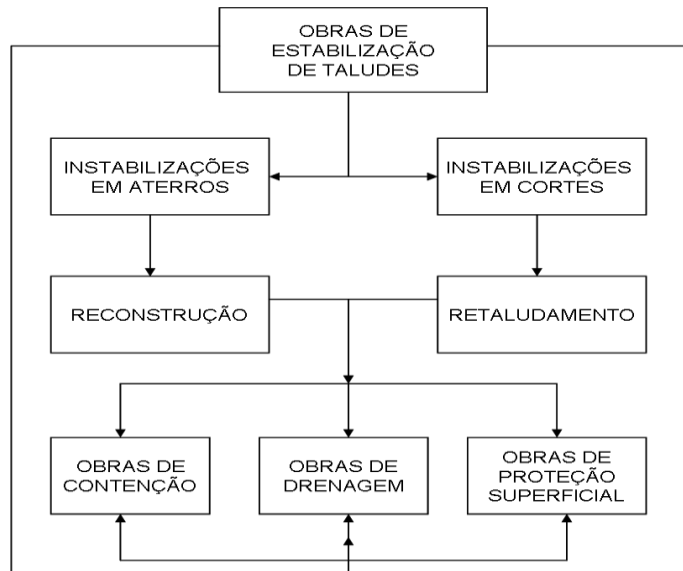 OBRAS DE
ESTABILIZAÇÃO
DE TALUDES
INSTABILIZAÇÕES
EM ATERROS
INSTABILIZAÇÕES
EM CORTES
RECONSTRUÇÃO
RETALUDAMENTO
OBRAS DE
CONTENÇÃO
OBRAS DE
DRENAGEM
OBRAS DE
PROTEÇÃO
SUPERFICIAL